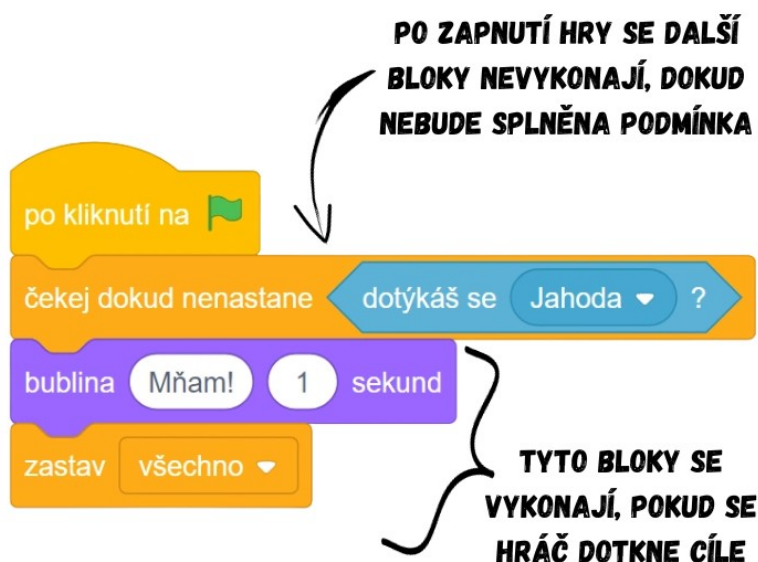 PO ZAPNUTÍ HRY SE DALŠÍ
BLOKY NEVYKONAJÍ, DOKUD
NEBUDE SPLNĚNA PODMÍNKA
po kliknutí na
čekej dokud nenastane dotýkáš se Jahoda ?
bublina Mňam! 1 sekund
zastav všechno
TYTO BLOKY SE
VYKONAJÍ, POKUD SE
HRÁČ DOTKNE CÍLE